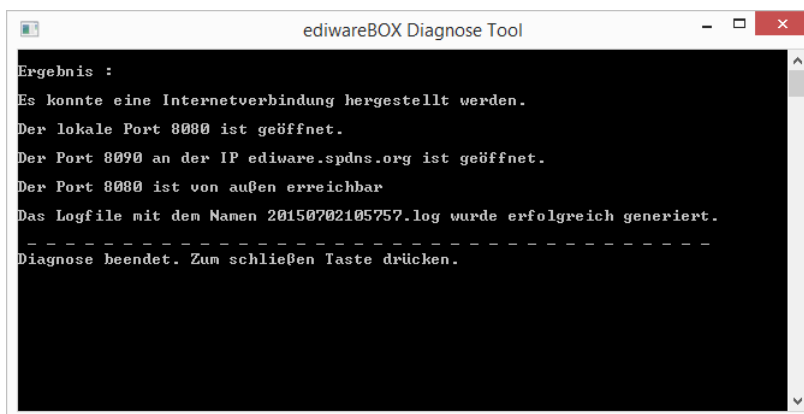 ediwareBOX Diagnose Tool
Ergebnis :
Es konnte eine Internetverbindung hergestellt werden.
Der lokale Port 8080 ist geöffnet.
Der Port 8090 an der IP ediware.spdns.org ist geöffnet.
Der Port 8080 ist von außen erreichbar
Das Logfile mit dem Namen 20150702105757.log wurde erfolgreich generiert.
_ _ _ _ _ _ _ _ _ _ _ _ _ _ _ _ _ _ _ _ _ _ _ _ _ _ _ _ _ _ _ _ _ _ _
Diagnose beendet. Zum schließen Taste drücken.